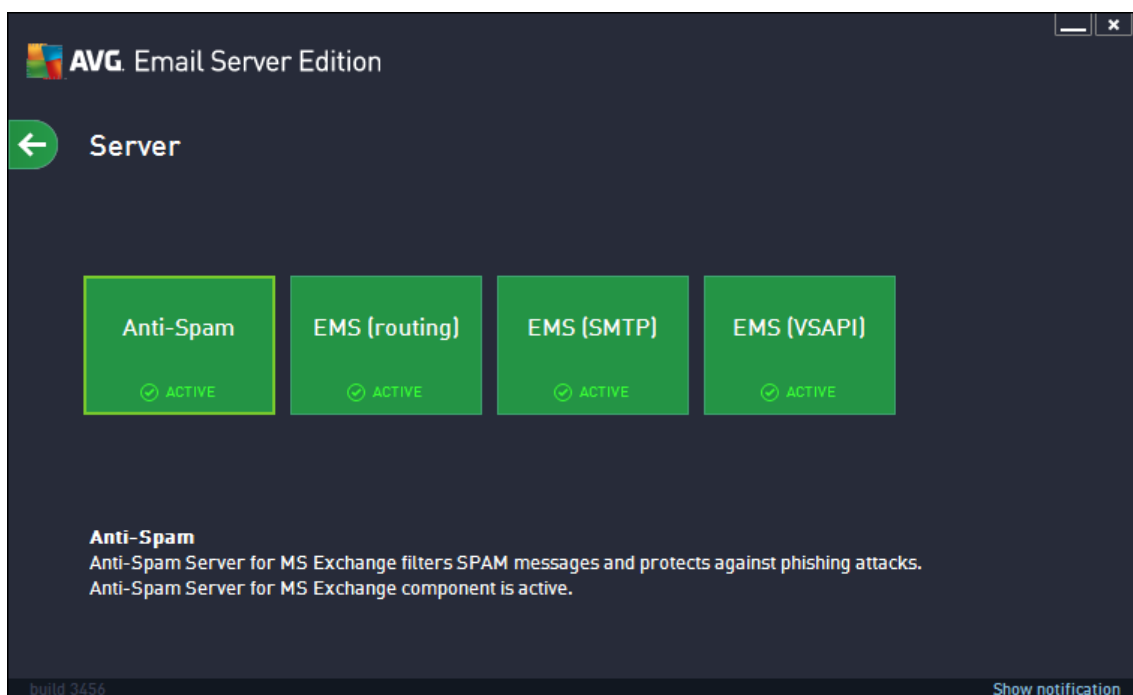 AVG. Email Server Edition
Server
Anti-Spam
ACTIVE
EMS (routing)
ACTIVE
EMS (SMTP)
ACTIVE
EMS (VSAPI)
ACTIVE
Anti-Spam
Anti-Spam Server for MS Exchange filters SPAM messages and protects against phishing attacks.
Anti-Spam Server for MS Exchange component is active.
build 3456
Show notification